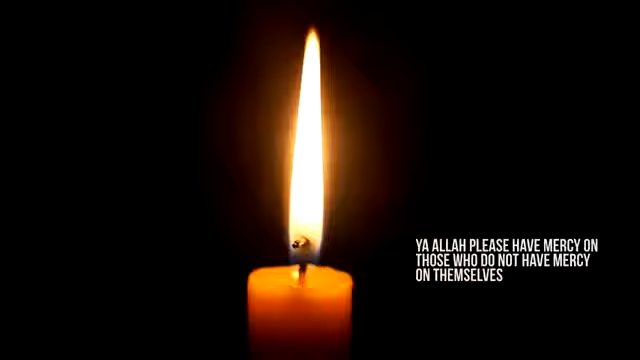 YA ALLAH PLEASE HAVE MERCY ON
THOSE WHO DO NOT HAVE MERCY
ON THEMSELVES